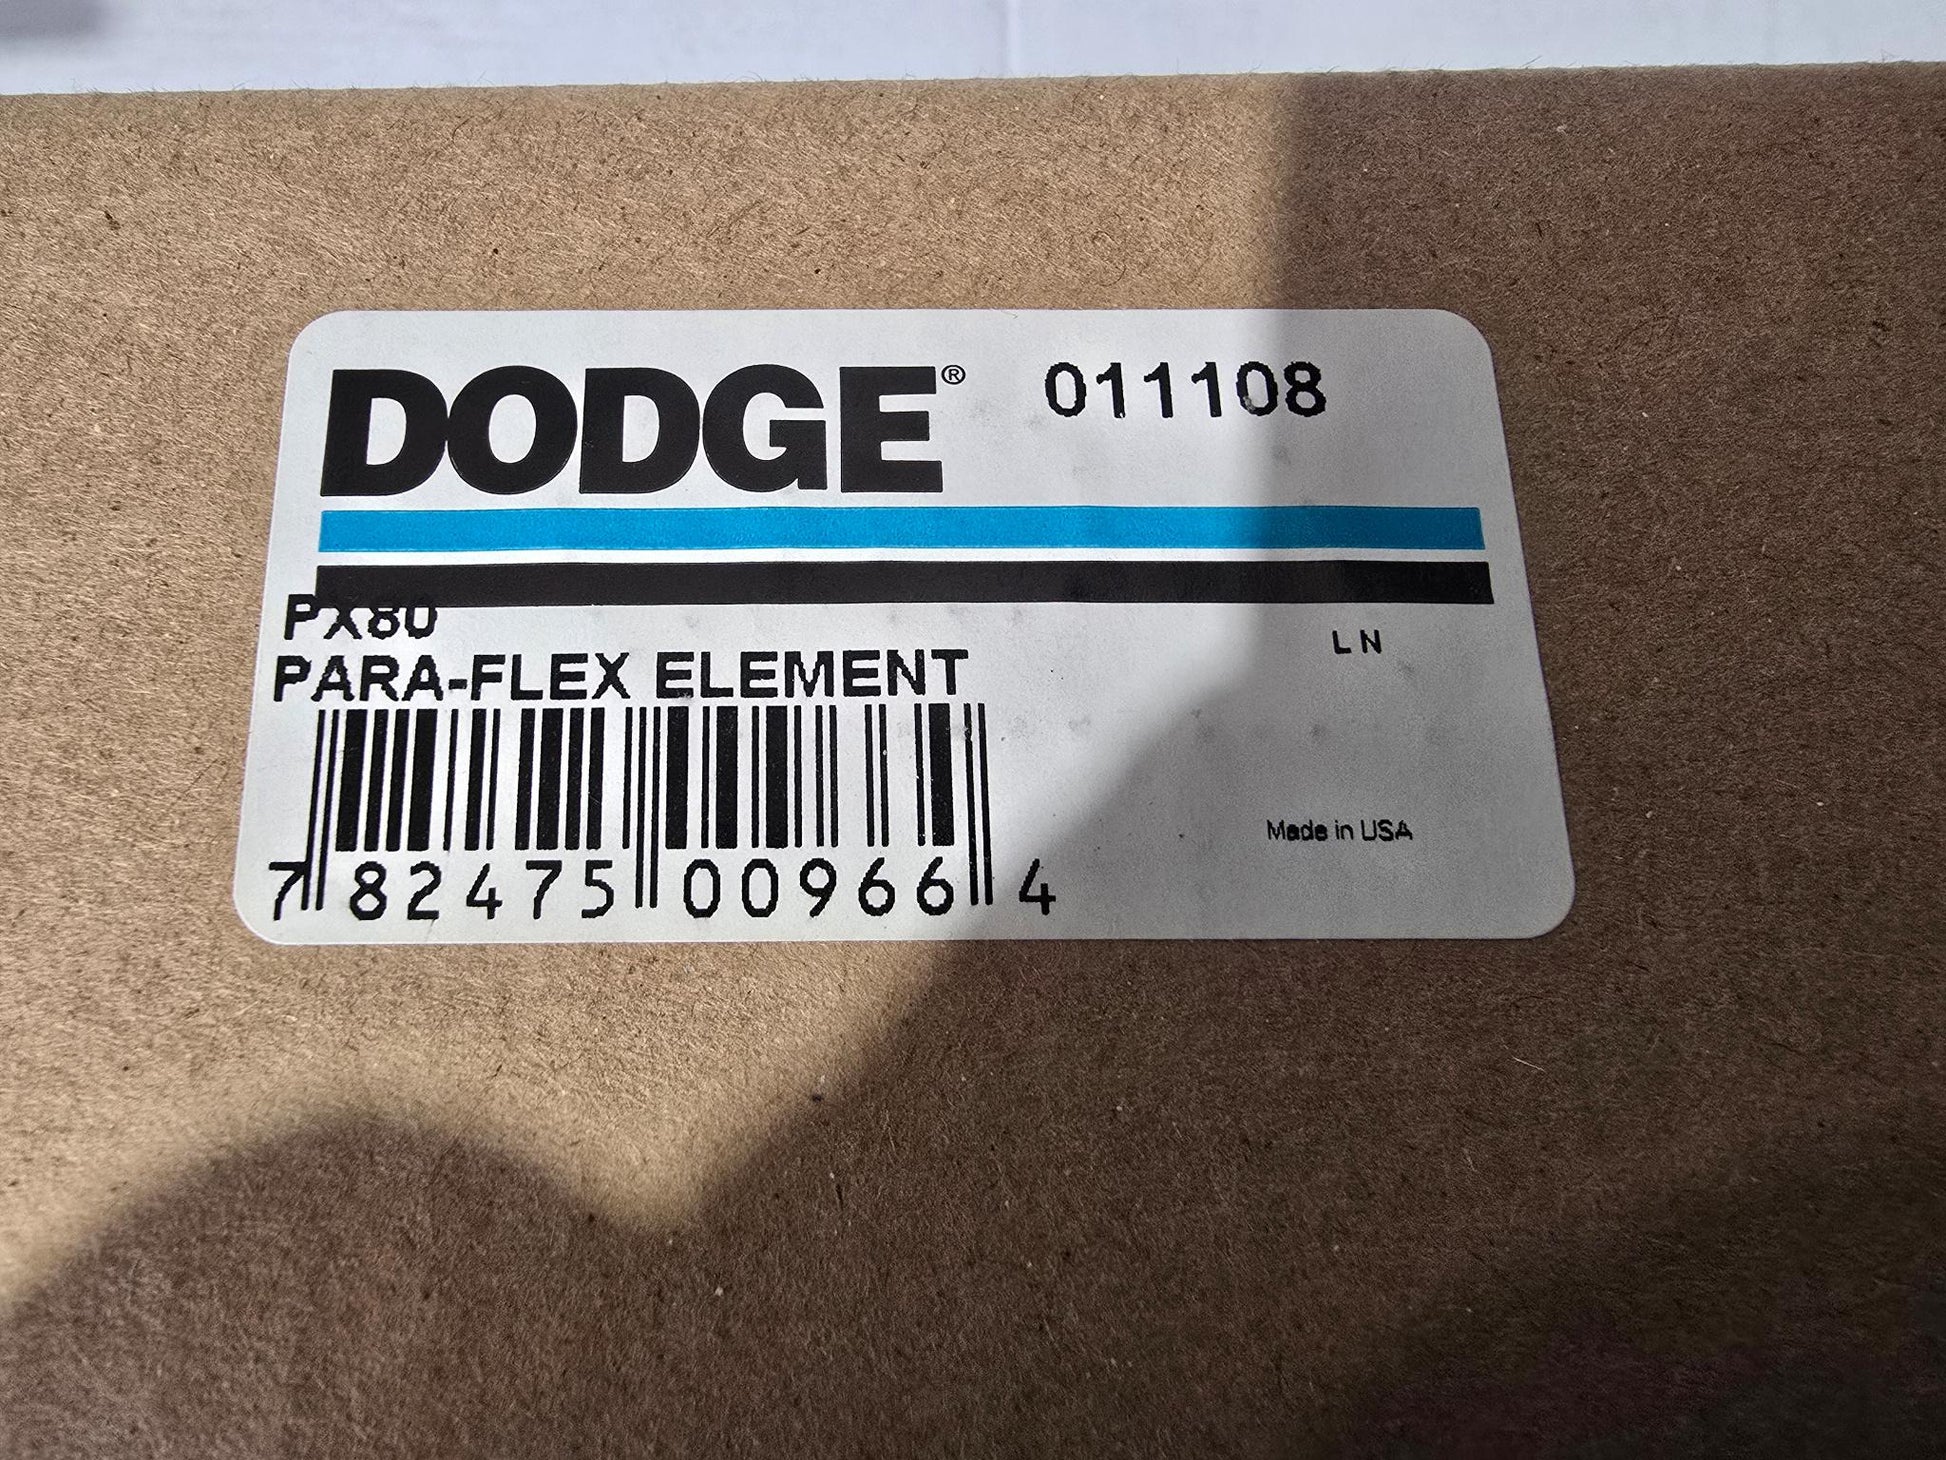 DODGE® 011108
PX80
LN
PARA-FLEX ELEMENT
Made in USA
7 82475 00966 4